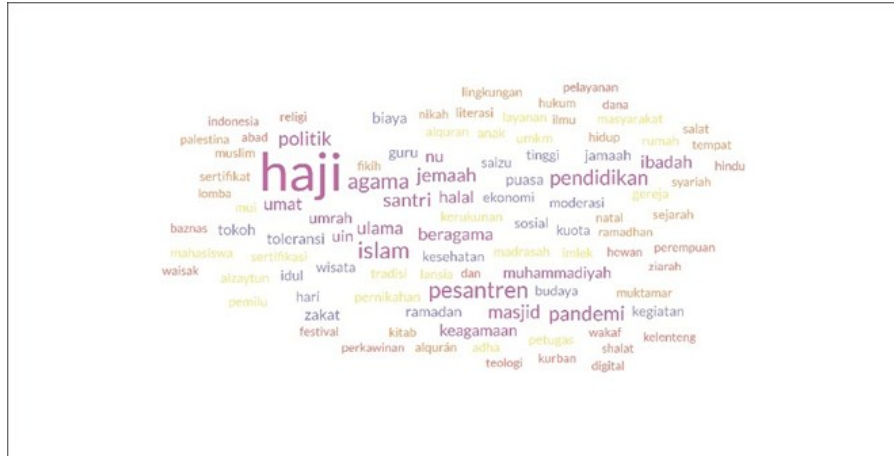 lingkungan pelayanan
indonesia religi biaya nikah literasi hukum dana
layanan ilmu masyarakat
palestina abad politik alquran anak umkm hidup rumah salat
muslim guru nu saizu tinggi jamaah ibadah tempat
haji fikih agama jemaah puasa pendidikan hindu
sertifikat syariah
lomba umat santri halal ekonomi moderasi gereja
mui umrah ulama kerukunan sosial natal sejarah
baznas tokoh toleransi uin beragama kuota ramadhan
mahasiswa sertifikasi islam kesehatan madrasah imlek hewan perempuan
waisak alzaytun idul wisata tradisi lansia dan muhammadiyah ziarah
pemilu hari pernikahan pesantren budaya muktamar
zakat ramadan masjid pandemi kegiatan
festival kitab keagamaan petugas wakaf kelenteng
perkawinan alqurán adha shalat
teologi kurban digital